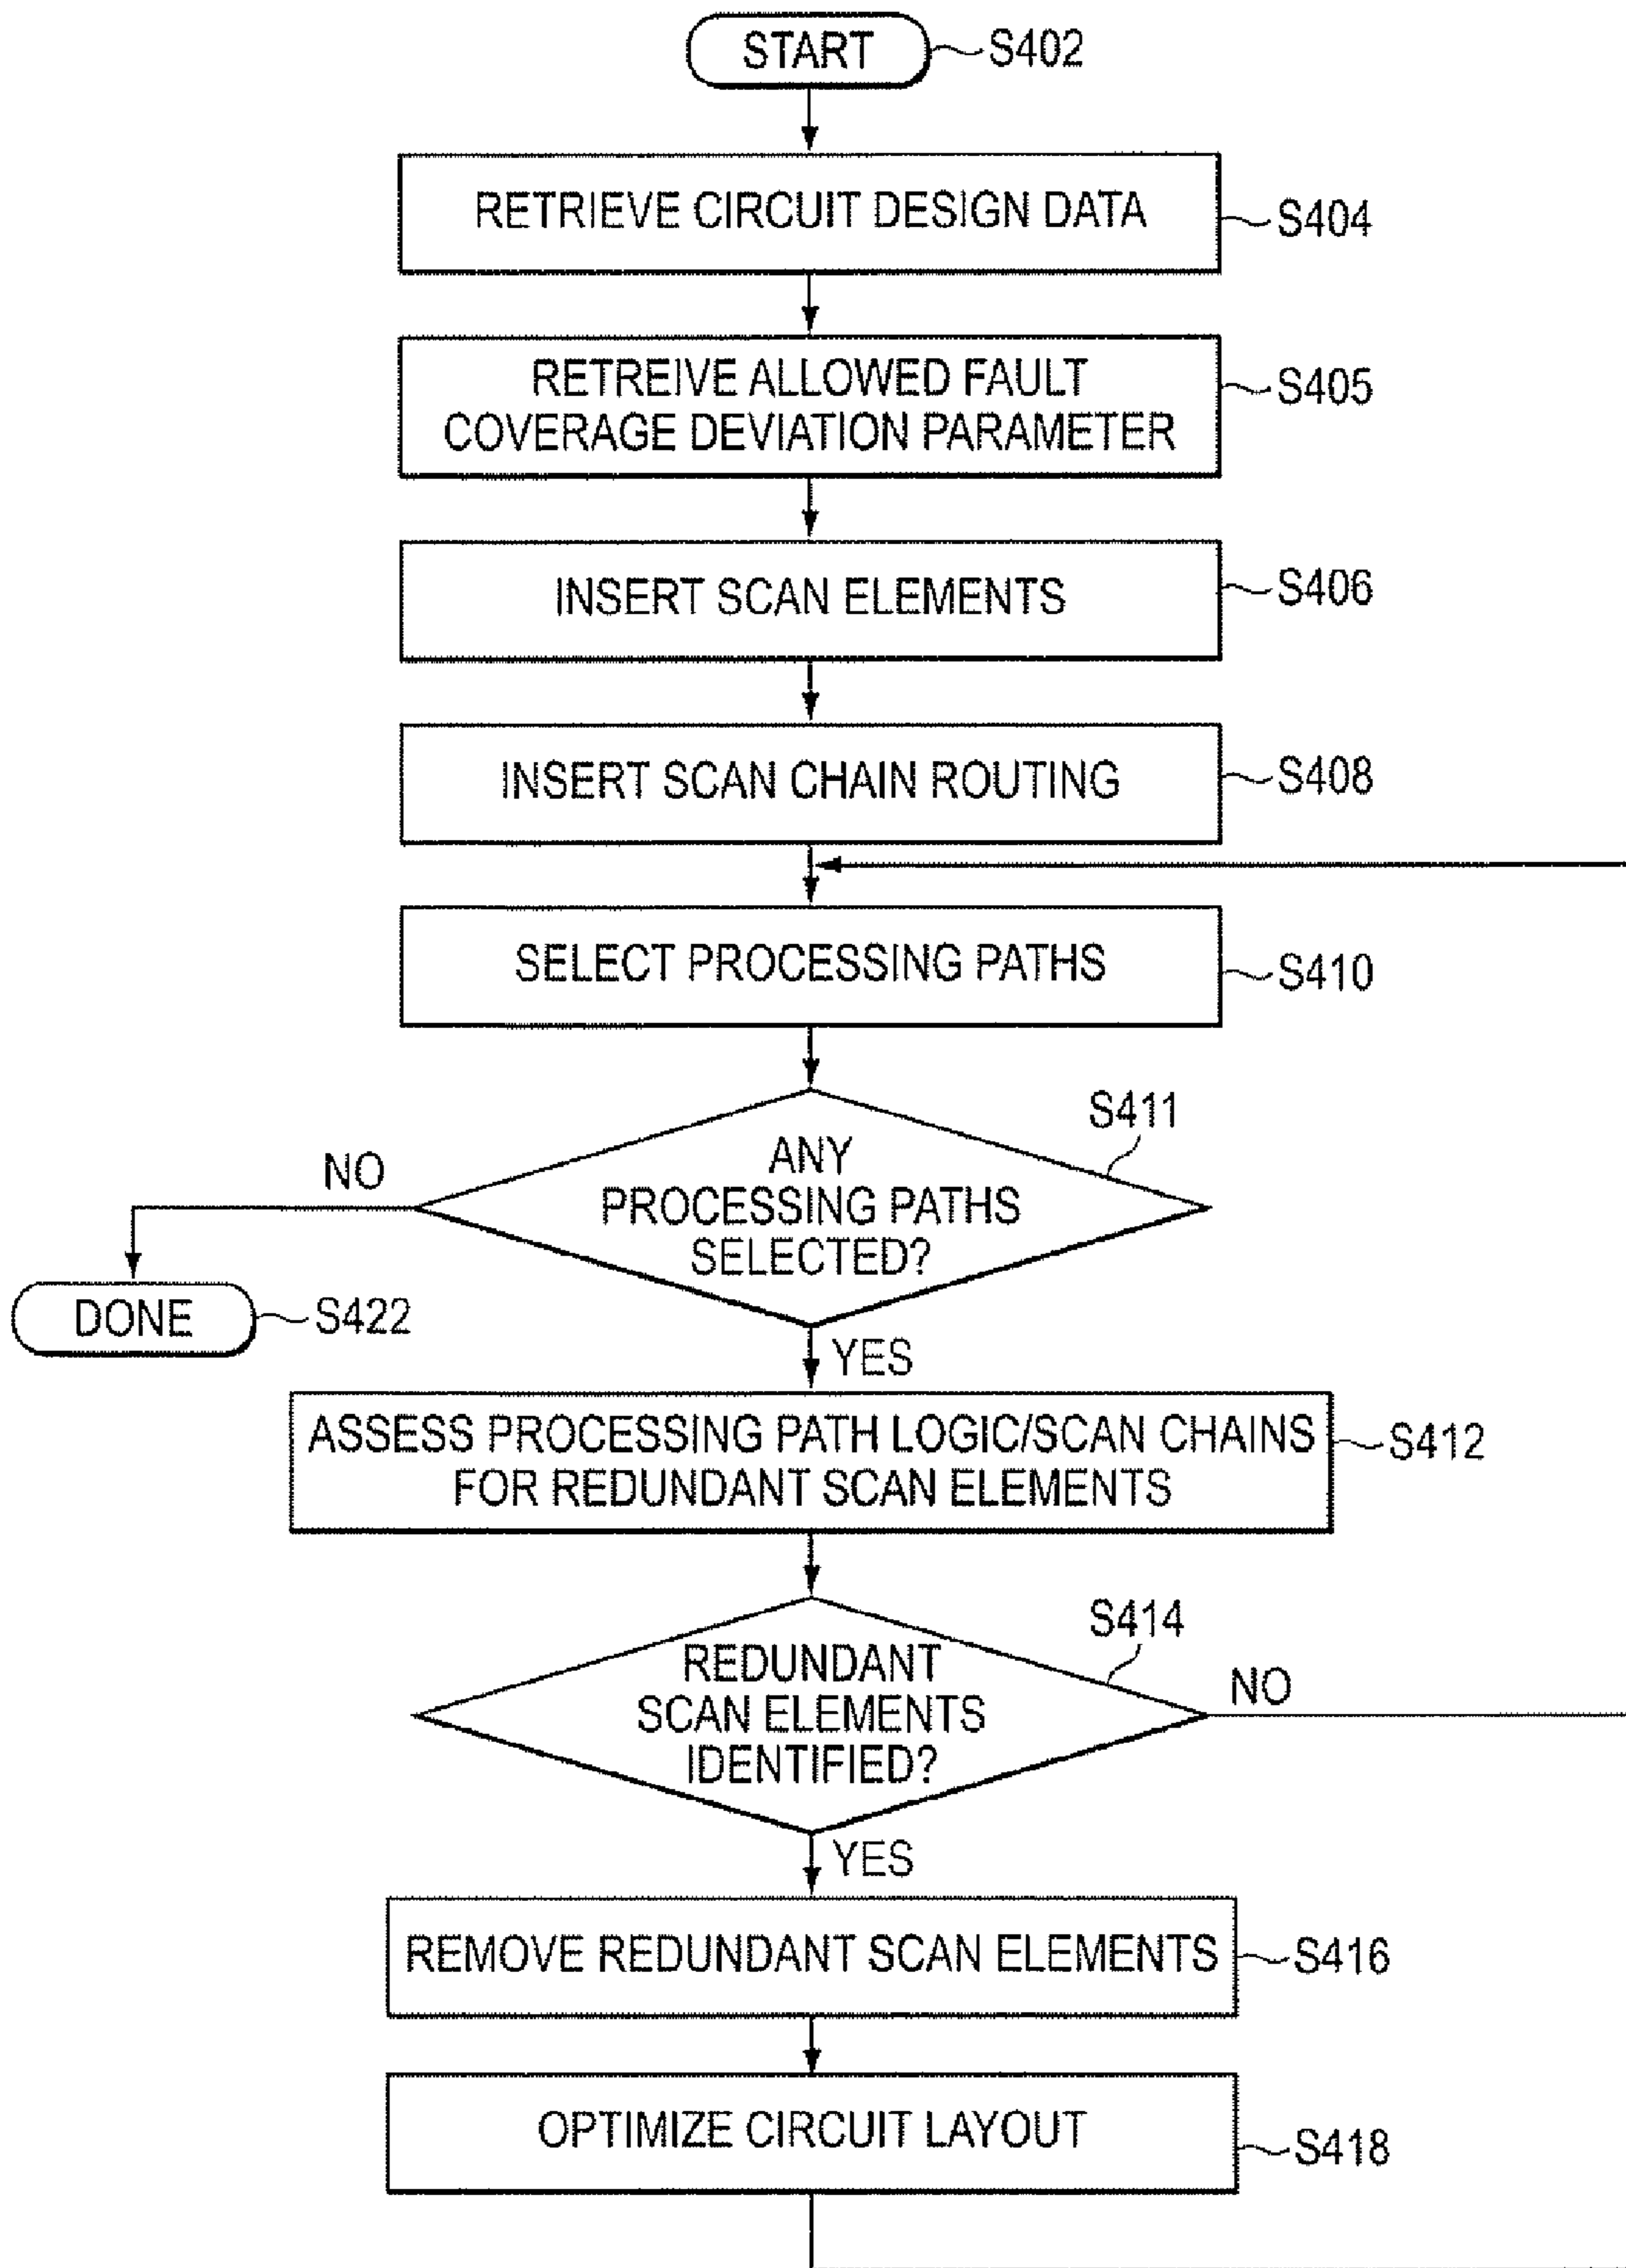 START
S402
RETRIEVE CIRCUIT DESIGN DATA
S404
RETREIVE ALLOWED FAULT
COVERAGE DEVIATION PARAMETER
S405
INSERT SCAN ELEMENTS
S406
INSERT SCAN CHAIN ROUTING
S408
SELECT PROCESSING PATHS
S410
S411
ANY
PROCESSING PATHS
SELECTED?
NO
DONE
S422
YES
ASSESS PROCESSING PATH LOGIC/SCAN CHAINS
FOR REDUNDANT SCAN ELEMENTS
S412
S414
REDUNDANT
SCAN ELEMENTS
IDENTIFIED?
NO
YES
REMOVE REDUNDANT SCAN ELEMENTS
S416
OPTIMIZE CIRCUIT LAYOUT
S418